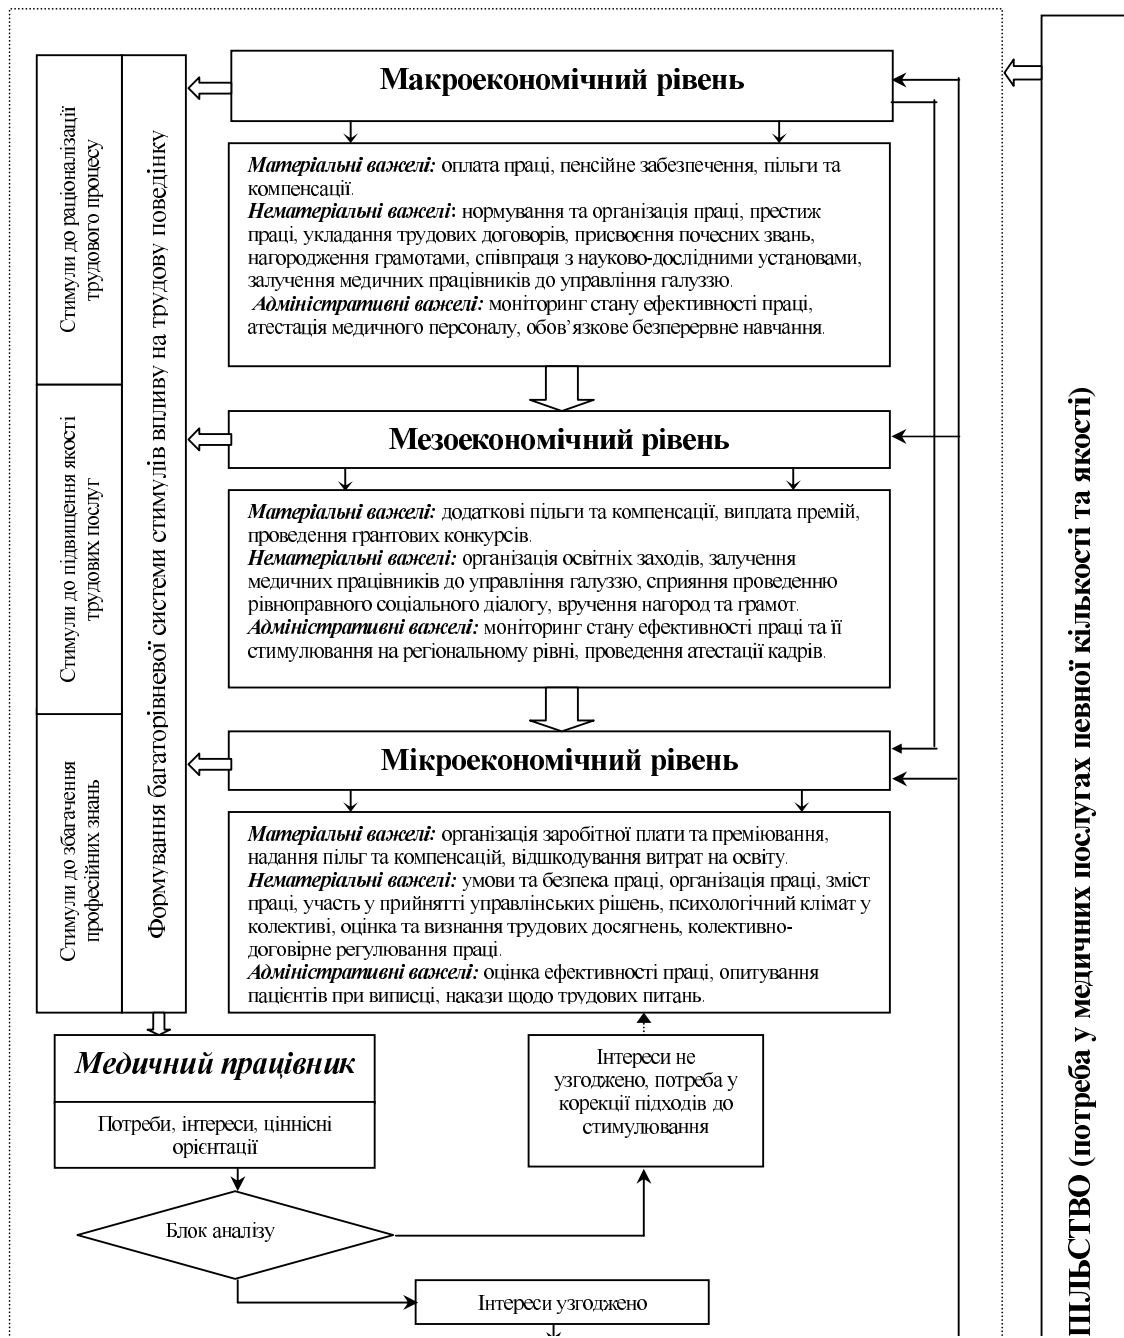 Стимули до раціоналізації
трудового процесу
Стимули до підвищення якості
трудових послуг
Стимули до збагачення
професійних знань
Формування багаторівневої системи стимулів впливу на трудову поведінку
Макроекономічний рівень
Матеріальні важелі: оплата праці, пенсійне забезпечення, пільги та
компенсації.
Нематеріальні важелі: нормування та організація праці, престиж
праці, укладання трудових договорів, присвоєння почесних звань,
нагородження грамотами, співпраця з науково-дослідними установами,
залучення медичних працівників до управління галуззю.
Адміністративні важелі: моніторинг стану ефективності праці,
атестація медичного персоналу, обов’язкове безперервне навчання.
Мезоекономічний рівень
Матеріальні важелі: додаткові пільги та компенсації, виплата премій,
проведення грантових конкурсів.
Нематеріальні важелі: організація освітніх заходів, залучення
медичних працівників до управління галуззю, сприяння проведенню
рівноправного соціального діалогу, вручення нагород та грамот.
Адміністративні важелі: моніторинг стану ефективності праці та її
стимулювання на регіональному рівні, проведення атестації кадрів.
Мікроекономічний рівень
Матеріальні важелі: організація заробітної плати та преміювання,
надання пільг та компенсацій, відшкодування витрат на освіту.
Нематеріальні важелі: умови та безпека праці, організація праці, зміст
праці, участь у прийнятті управлінських рішень, психологічний клімат у
колективі, оцінка та визнання трудових досягнень, колективно-
договірне регулювання праці.
Адміністративні важелі: оцінка ефективності праці, опитування
пацієнтів при виписці, накази щодо трудових питань.
Медичний працівник
Потреби, інтереси, ціннісні
орієнтації
Інтереси не
узгоджено, потреба у
корекції підходів до
стимулювання
Блок аналізу
Інтереси узгоджено
ПІЛЬСТВО (потреба у медичних послугах певної кількості та якості)